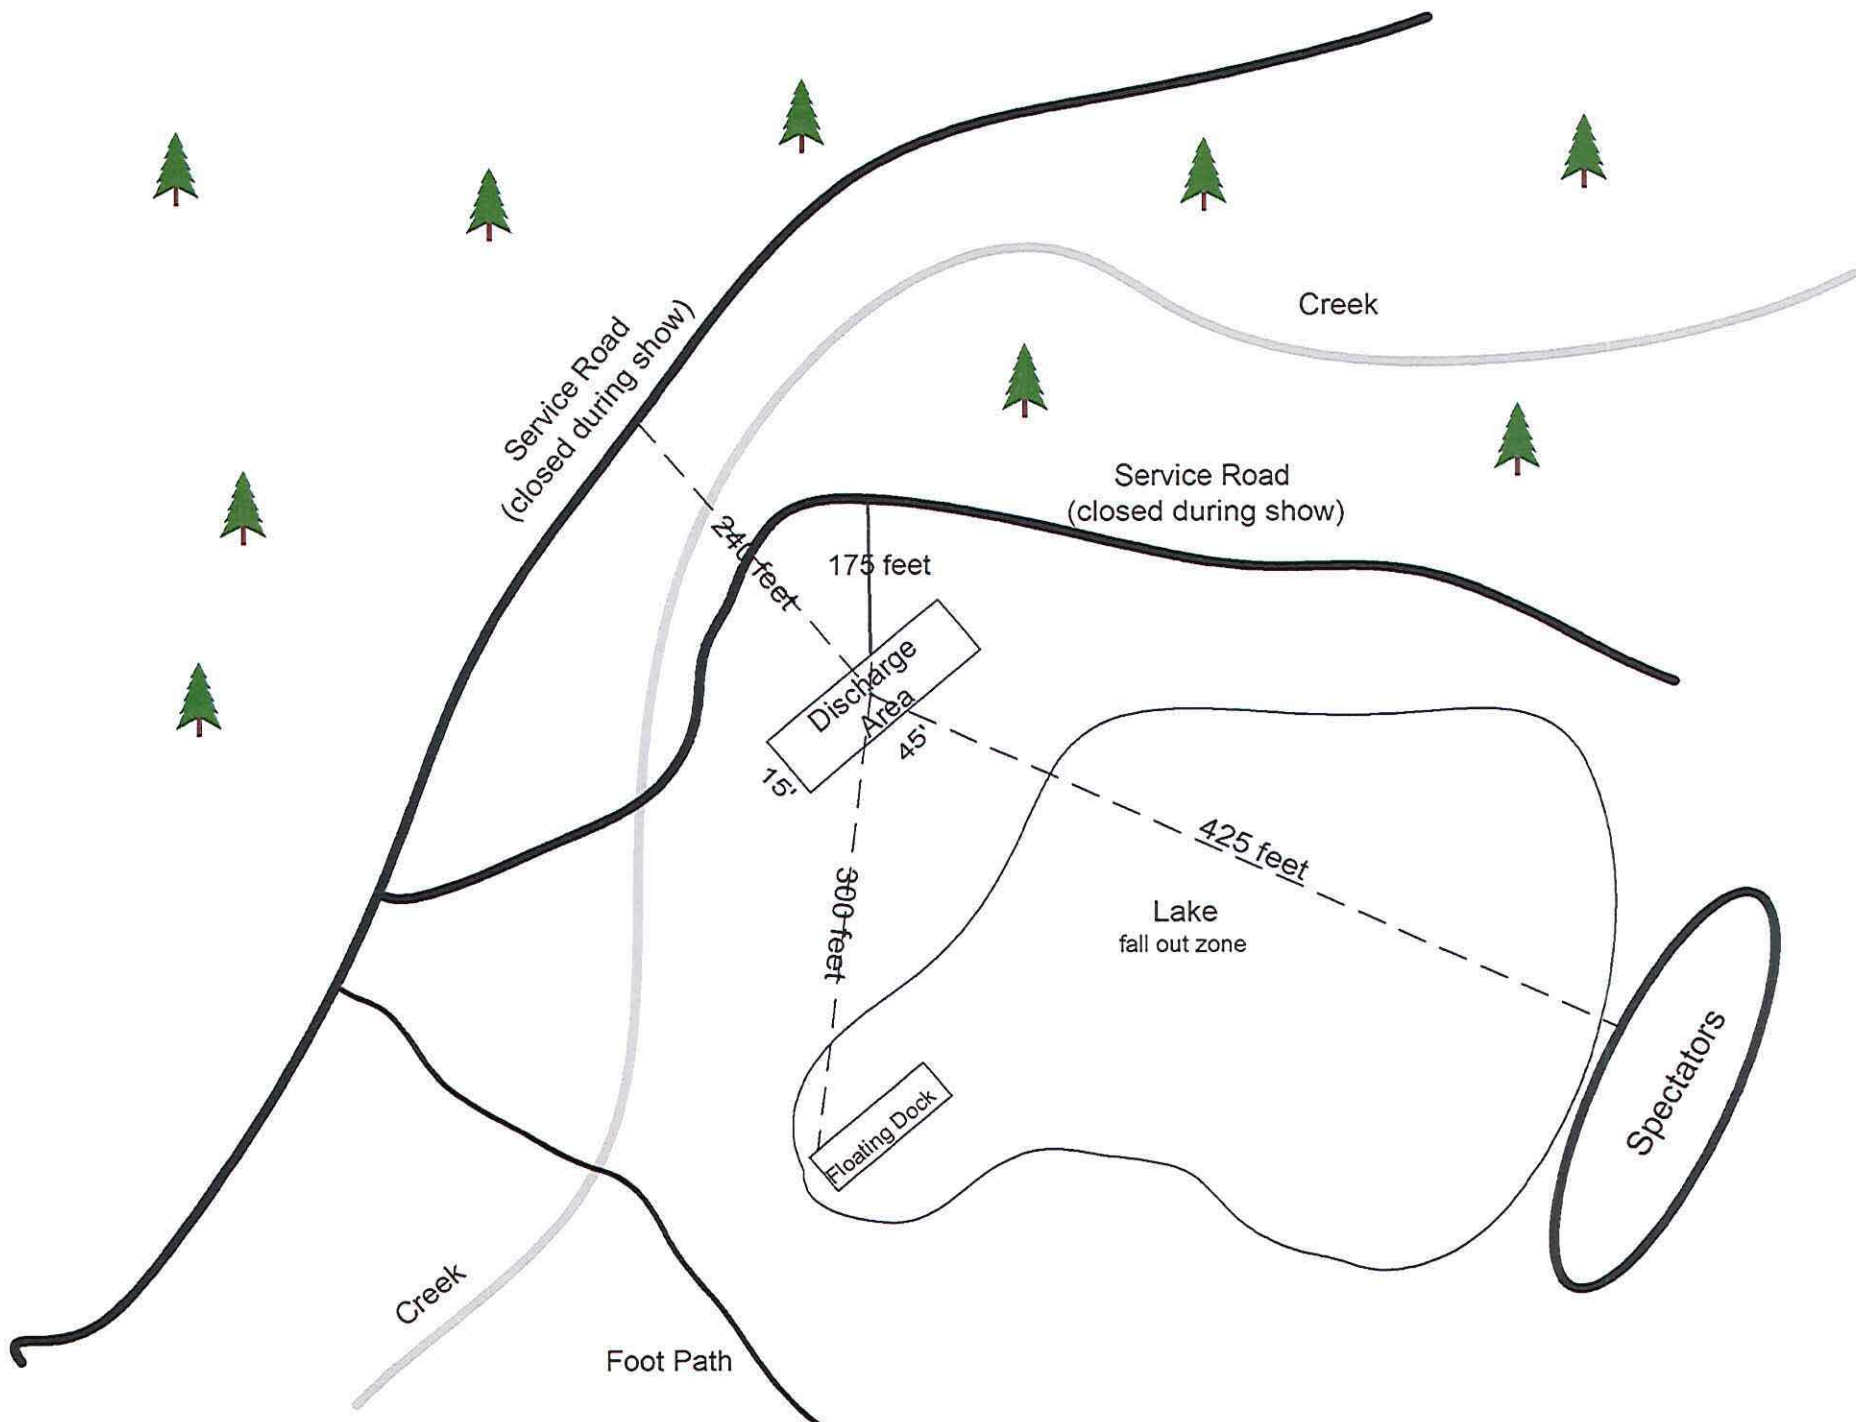 Creek
Service Road
(closed during show)
Service Road
(closed during show)
240 feet
175 feet
Discharge
Area
45'
15'
425 feet
300 feet
Lake
fall out zone
Spectators
Floating Dock
Creek
Foot Path